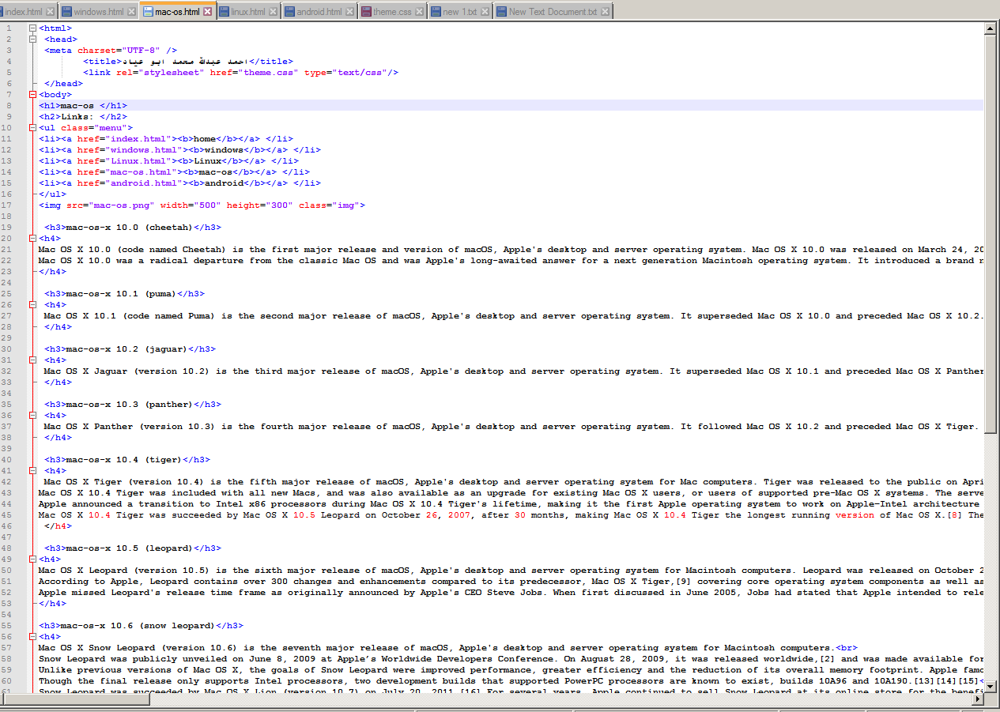 index.html windows.html mac-os.html linux.html android.html theme.css new 1.txt New Text Document.txt
1 <html>
2 <head>
3 <meta charset="UTF-8" />
4 <title>احمد عبدالله محمد ابو عياد</title>
5 <link rel="stylesheet" href="theme.css" type="text/css"/>
6 </head>
7 <body>
8 <h1>mac-os </h1>
9 <h2>Links: </h2>
10 <ul class="menu">
11 <li><a href="index.html"><b>home</b></a> </li>
12 <li><a href="windows.html"><b>windows</b></a> </li>
13 <li><a href="Linux.html"><b>Linux</b></a> </li>
14 <li><a href="mac-os.html"><b>mac-os</b></a> </li>
15 <li><a href="android.html"><b>android</b></a> </li>
16 </ul>
17 <img src="mac-os.png" width="500" height="300" class="img">
18
19 <h3>mac-os-x 10.0 (cheetah)</h3>
20 <h4>
21 Mac OS X 10.0 (code named Cheetah) is the first major release and version of macOS, Apple's desktop and server operating system. Mac OS X 10.0 was released on March 24, 20
22 Mac OS X 10.0 was a radical departure from the classic Mac OS and was Apple's long-awaited answer for a next generation Macintosh operating system. It introduced a brand n
23 </h4>
24
25 <h3>mac-os-x 10.1 (puma)</h3>
26 <h4>
27 Mac OS X 10.1 (code named Puma) is the second major release of macOS, Apple's desktop and server operating system. It superseded Mac OS X 10.0 and preceded Mac OS X 10.2.
28 </h4>
29
30 <h3>mac-os-x 10.2 (jaguar)</h3>
31 <h4>
32 Mac OS X Jaguar (version 10.2) is the third major release of macOS, Apple's desktop and server operating system. It superseded Mac OS X 10.1 and preceded Mac OS X Panther
33 </h4>
34
35 <h3>mac-os-x 10.3 (panther)</h3>
36 <h4>
37 Mac OS X Panther (version 10.3) is the fourth major release of macOS, Apple's desktop and server operating system. It followed Mac OS X 10.2 and preceded Mac OS X Tiger.
38 </h4>
39
40 <h3>mac-os-x 10.4 (tiger)</h3>
41 <h4>
42 Mac OS X Tiger (version 10.4) is the fifth major release of macOS, Apple's desktop and server operating system for Mac computers. Tiger was released to the public on Apri
43 Mac OS X 10.4 Tiger was included with all new Macs, and was also available as an upgrade for existing Mac OS X users, or users of supported pre-Mac OS X systems. The serve
44 Apple announced a transition to Intel x86 processors during Mac OS X 10.4 Tiger's lifetime, making it the first Apple operating system to work on Apple-Intel architecture
45 Mac OS X 10.4 Tiger was succeeded by Mac OS X 10.5 Leopard on October 26, 2007, after 30 months, making Mac OS X 10.4 Tiger the longest running version of Mac OS X.[8] The
46 </h4>
47
48 <h3>mac-os-x 10.5 (leopard)</h3>
49 <h4>
50 Mac OS X Leopard (version 10.5) is the sixth major release of macOS, Apple's desktop and server operating system for Macintosh computers. Leopard was released on October 2
51 According to Apple, Leopard contains over 300 changes and enhancements compared to its predecessor, Mac OS X Tiger,[9] covering core operating system components as well as
52 Apple missed Leopard's release time frame as originally announced by Apple's CEO Steve Jobs. When first discussed in June 2005, Jobs had stated that Apple intended to rele
53 </h4>
54
55 <h3>mac-os-x 10.6 (snow leopard)</h3>
56 <h4>
57 Mac OS X Snow Leopard (version 10.6) is the seventh major release of macOS, Apple's desktop and server operating system for Macintosh computers.<br>
58 Snow Leopard was publicly unveiled on June 8, 2009 at Apple’s Worldwide Developers Conference. On August 28, 2009, it was released worldwide,[2] and was made available for
59 Unlike previous versions of Mac OS X, the goals of Snow Leopard were improved performance, greater efficiency and the reduction of its overall memory footprint. Apple famo
60 Though the final release only supports Intel processors, two development builds that supported PowerPC processors are known to exist, builds 10A96 and 10A190.[13][14][15]<
61 Snow Leopard was succeeded by Mac OS X Lion (version 10.7) on July 20, 2011.[16] For several years, Apple continued to sell Snow Leopard at its online store for the benefi